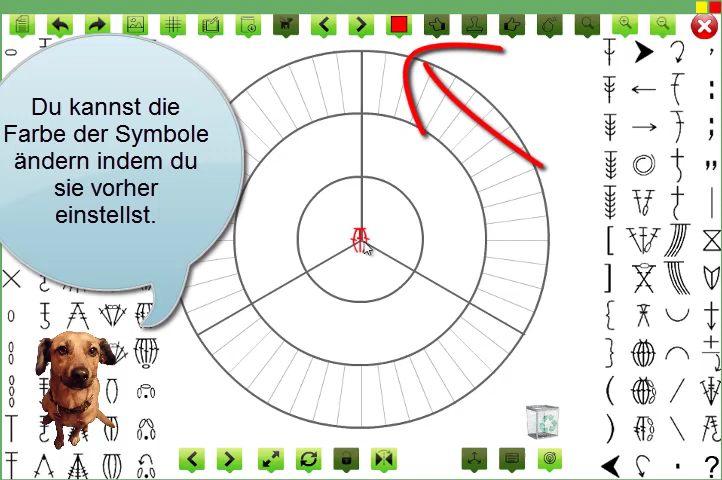 Du kannst die
Farbe der Symbole
ändern indem du
sie vorher
einstellst.